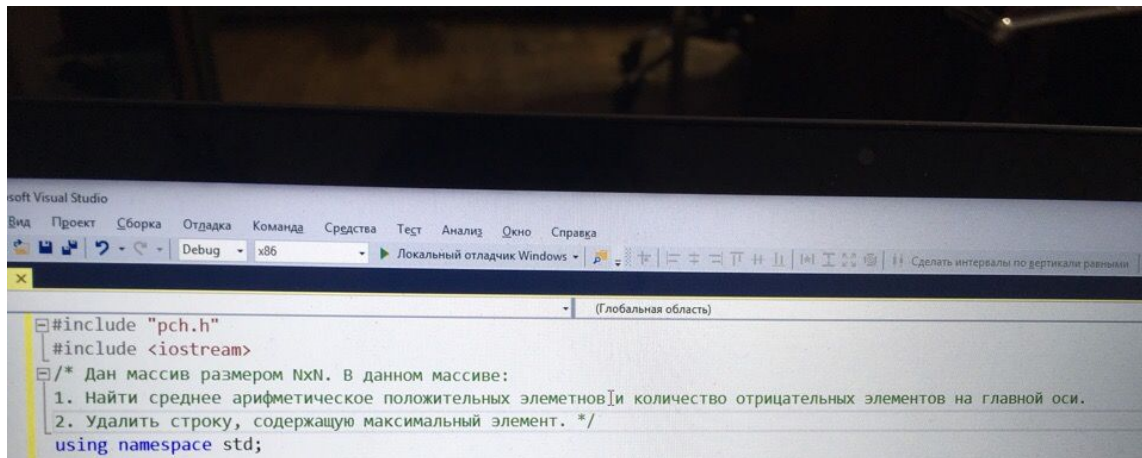 soft Visual Studio
Вид Проект Сборка Отладка Команда Средства Тест Анализ Окно Справка
Debug x86 Локальный отладчик Windows Сделать интервалы по вертикали равными
(Глобальная область)
#include "pch.h"
#include <iostream>
/* Дан массив размером NxN. В данном массиве:
1. Найти среднее арифметическое положительных элеметнов и количество отрицательных элементов на главной оси.
2. Удалить строку, содержащую максимальный элемент. */
using namespace std;